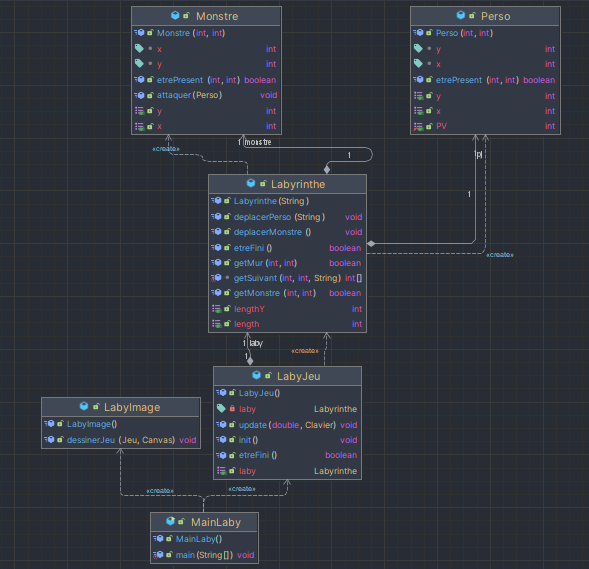 Monstre
Monstre (int, int)
x int
y int
etrePresent (int, int) boolean
attaquer (Perso) void
y int
x int
Perso
Perso (int, int)
y int
x int
etrePresent (int, int) boolean
y int
x int
PV int
1 monstre
«create»
1
1 pj
1
Labyrinthe
Labyrinthe (String)
deplacerPerso (String) void
deplacerMonstre () void
etreFini () boolean
getMur (int, int) boolean
getSuivant (int, int, String) int[]
getMonstre (int, int) boolean
lengthY int
length int
«create»
1 laby
1
«create»
LabyJeu
LabyJeu()
laby Labyrinthe
update (double, Clavier) void
init () void
etreFini () boolean
laby Labyrinthe
LabyImage
LabyImage()
dessinerJeu (Jeu, Canvas) void
«create»
«create»
MainLaby
MainLaby()
main (String[]) void